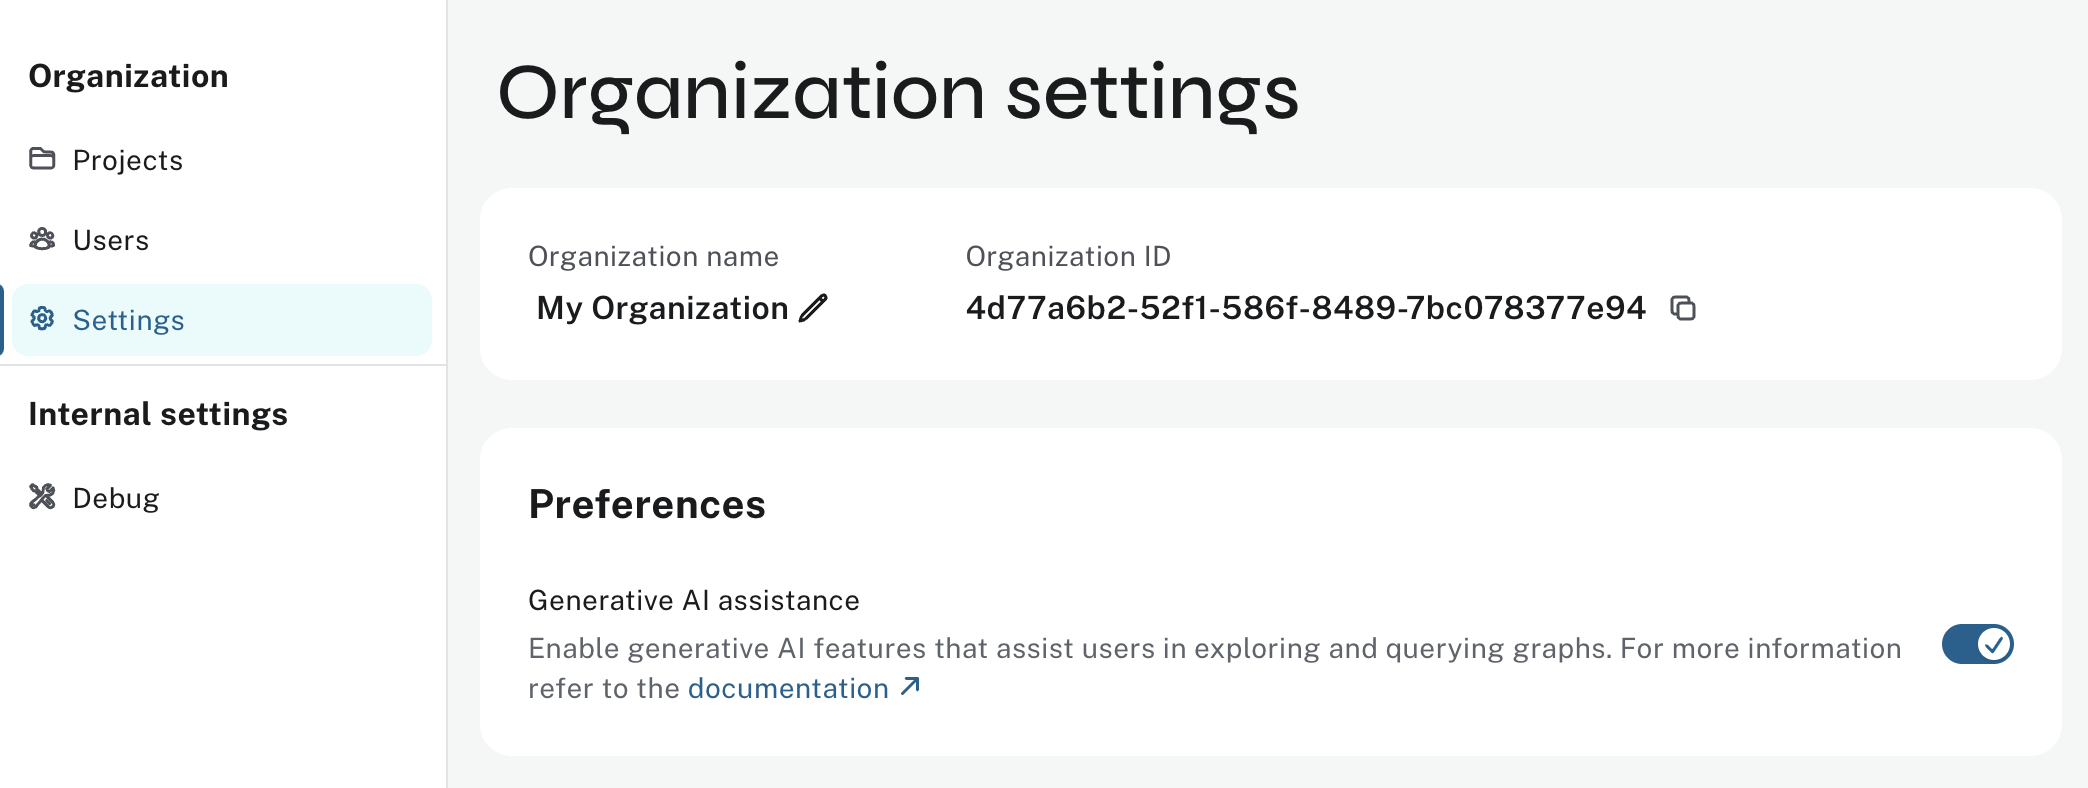 Organization
Projects
Users
Settings
Internal settings
Debug
Organization settings
Organization name
My Organization
Organization ID
4d77a6b2-52f1-586f-8489-7bc078377e94
Preferences
Generative AI assistance
Enable generative AI features that assist users in exploring and querying graphs. For more information
refer to the documentation